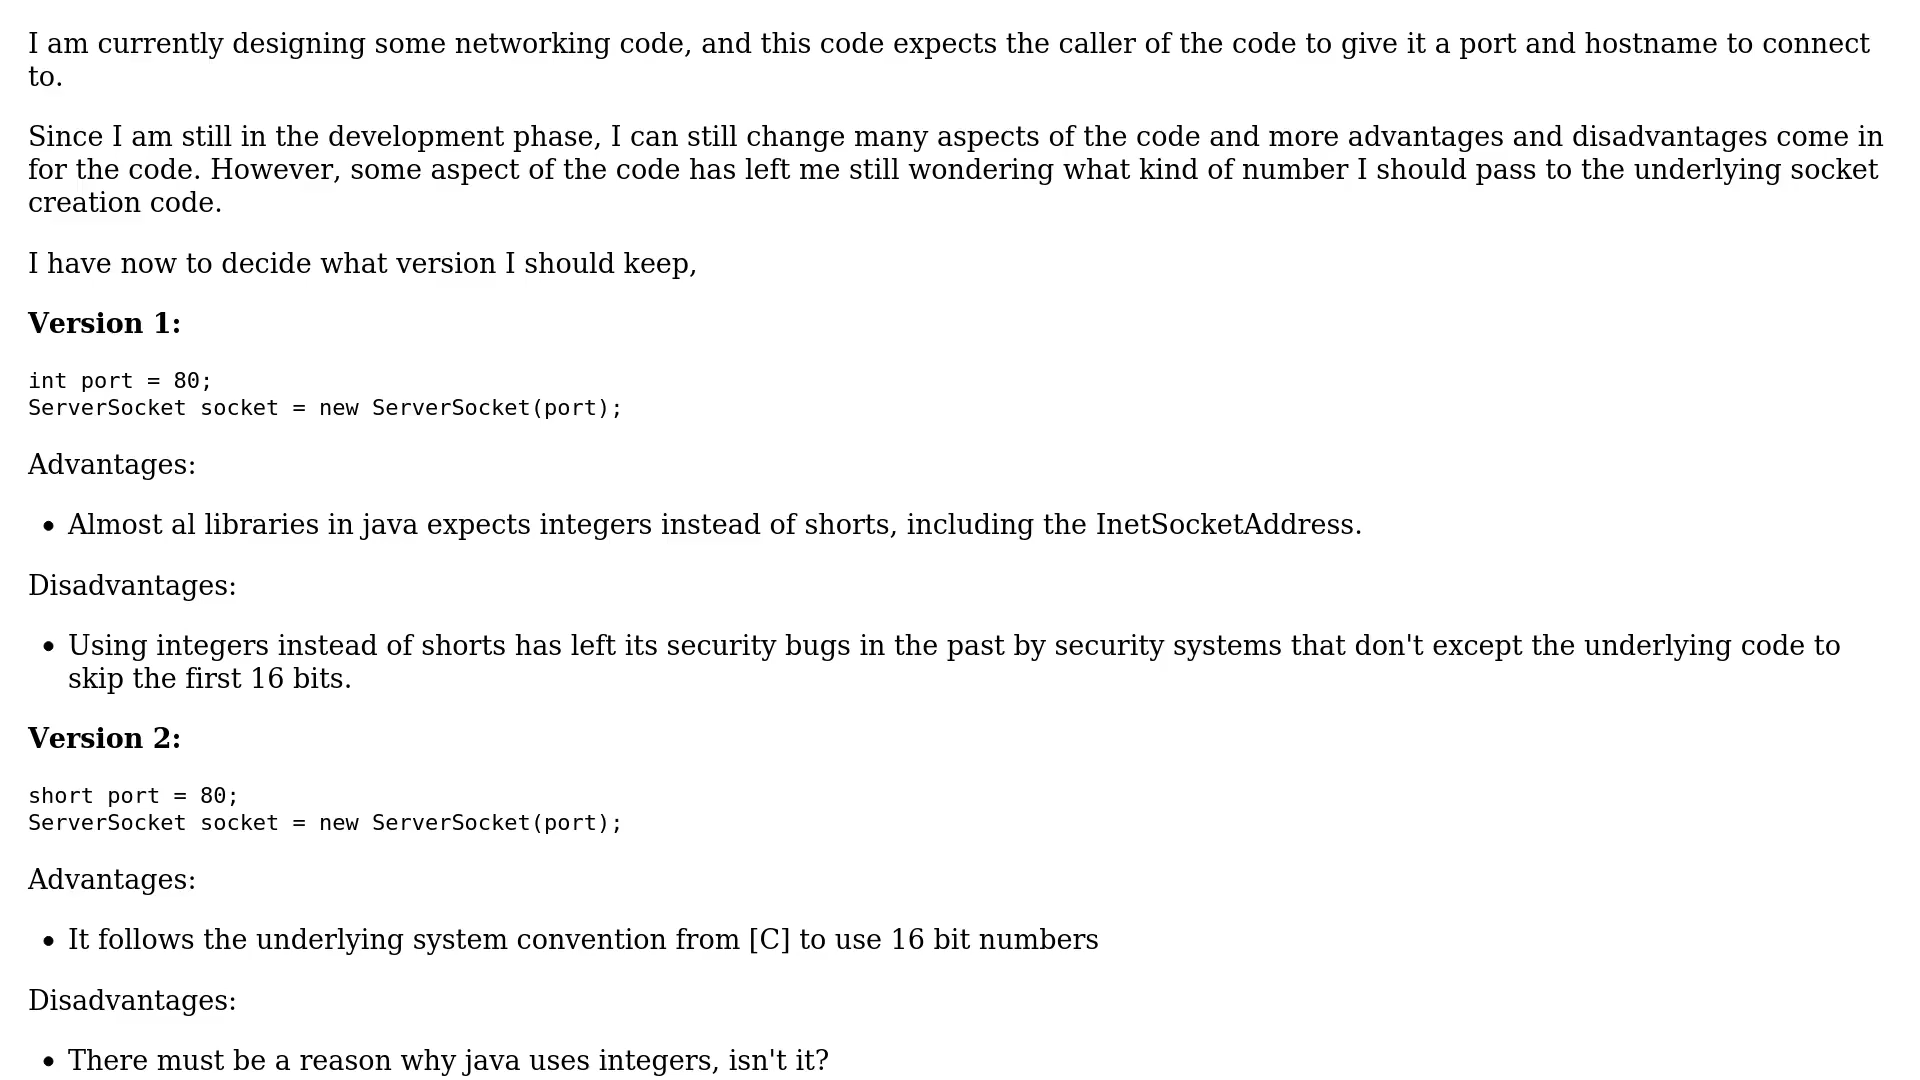 I am currently designing some networking code, and this code expects the caller of the code to give it a port and hostname to connect
to.
Since I am still in the development phase, I can still change many aspects of the code and more advantages and disadvantages come in
for the code. However, some aspect of the code has left me still wondering what kind of number I should pass to the underlying socket
creation code.
I have now to decide what version I should keep,
Version 1:
int port = 80;
ServerSocket socket = new ServerSocket(port);
Advantages:
• Almost al libraries in java expects integers instead of shorts, including the InetSocketAddress.
Disadvantages:
• Using integers instead of shorts has left its security bugs in the past by security systems that don't except the underlying code to
skip the first 16 bits.
Version 2:
short port = 80;
ServerSocket socket = new ServerSocket(port);
Advantages:
• It follows the underlying system convention from [C] to use 16 bit numbers
Disadvantages:
• There must be a reason why java uses integers, isn't it?